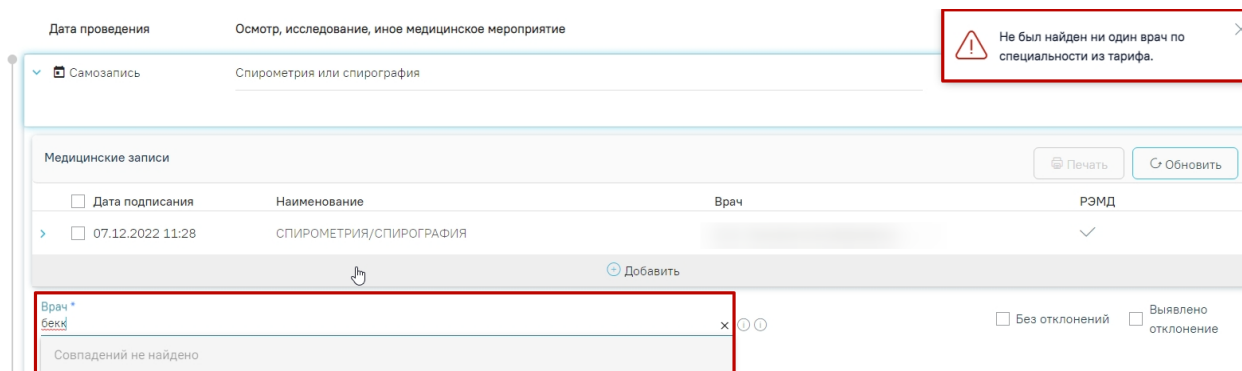 Дата проведения Осмотр, исследование, иное медицинское мероприятие
Не был найден ни один врач по
специальности из тарифа.
Самозапись Спирометрия или спирография
Медицинские записи Печать Обновить
Дата подписания Наименование Врач РЭМД
07.12.2022 11:28 СПИРОМЕТРИЯ/СПИРОГРАФИЯ
Добавить
Врач *
бекк
Без отклонений Выявлено
отклонение
Совпадений не найдено